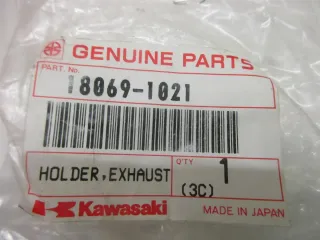 GENUINE PARTS
PART. No.
18069-1021
HOLDER,EXHAUST
Q'TY
1
(3C)
Kawasaki
MADE IN JAPAN